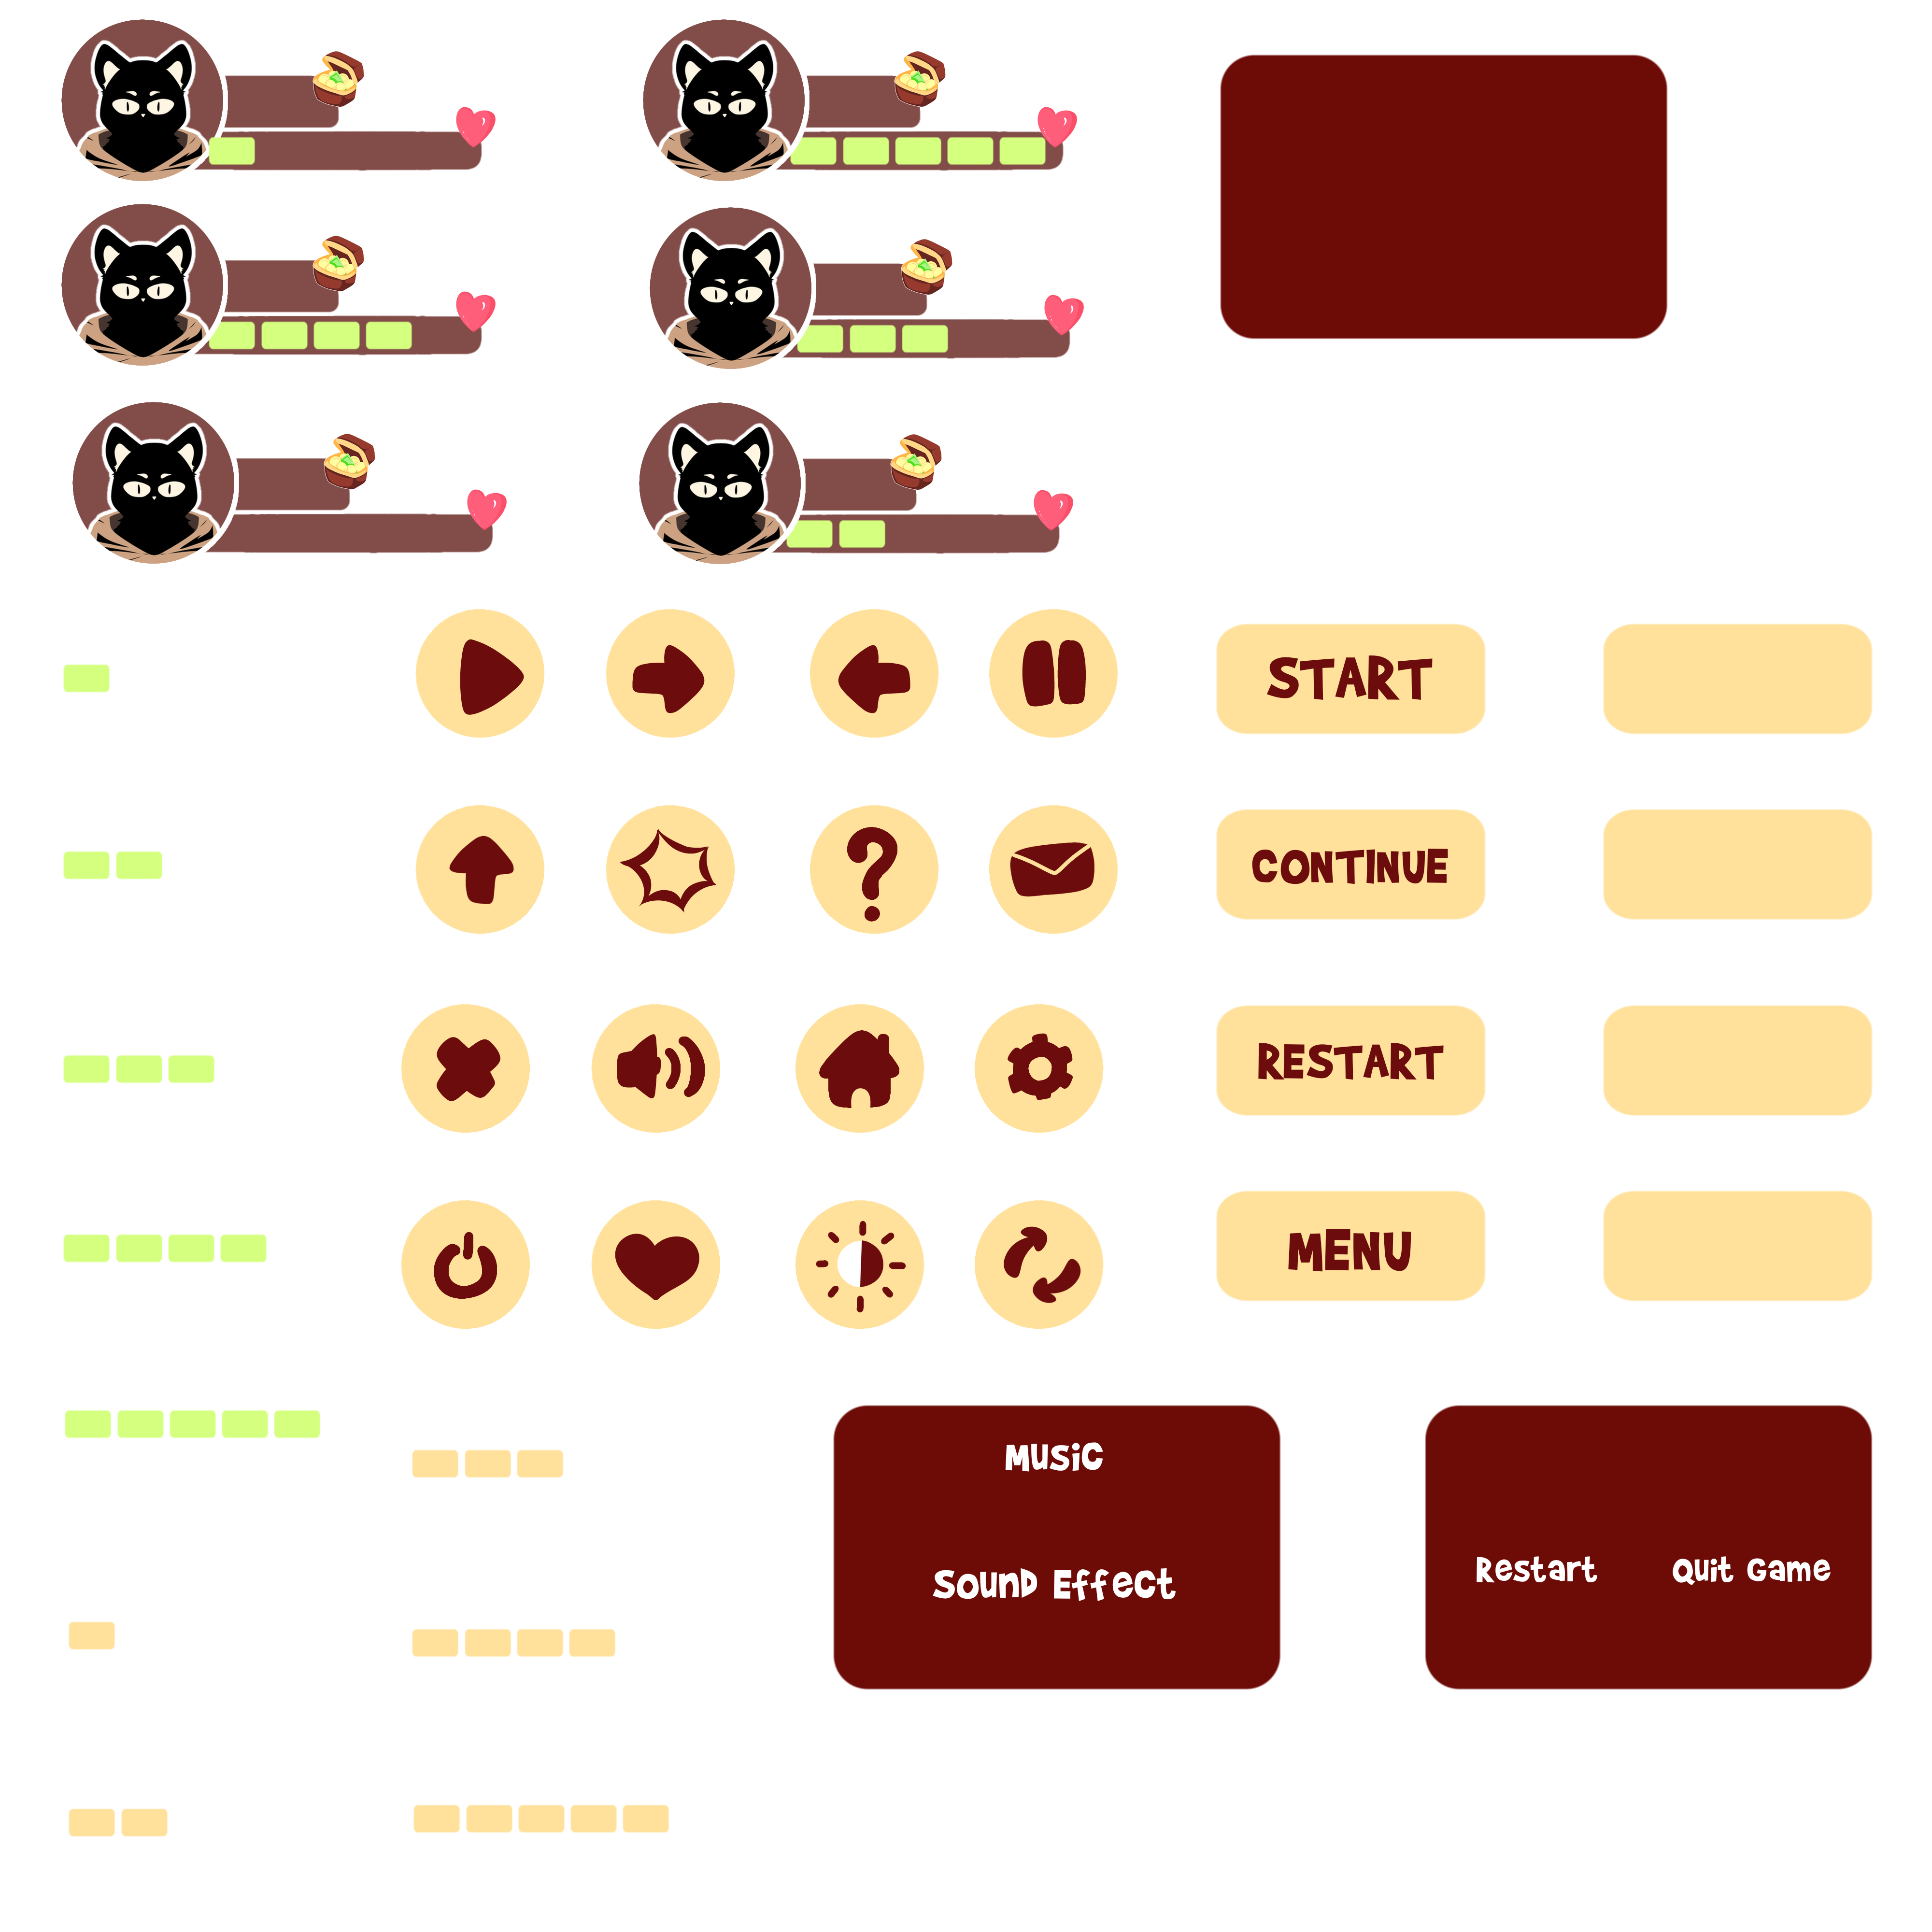 START
CONTINUE
RESTART
MENU
Music
Sound Effect
Restart
Quit Game